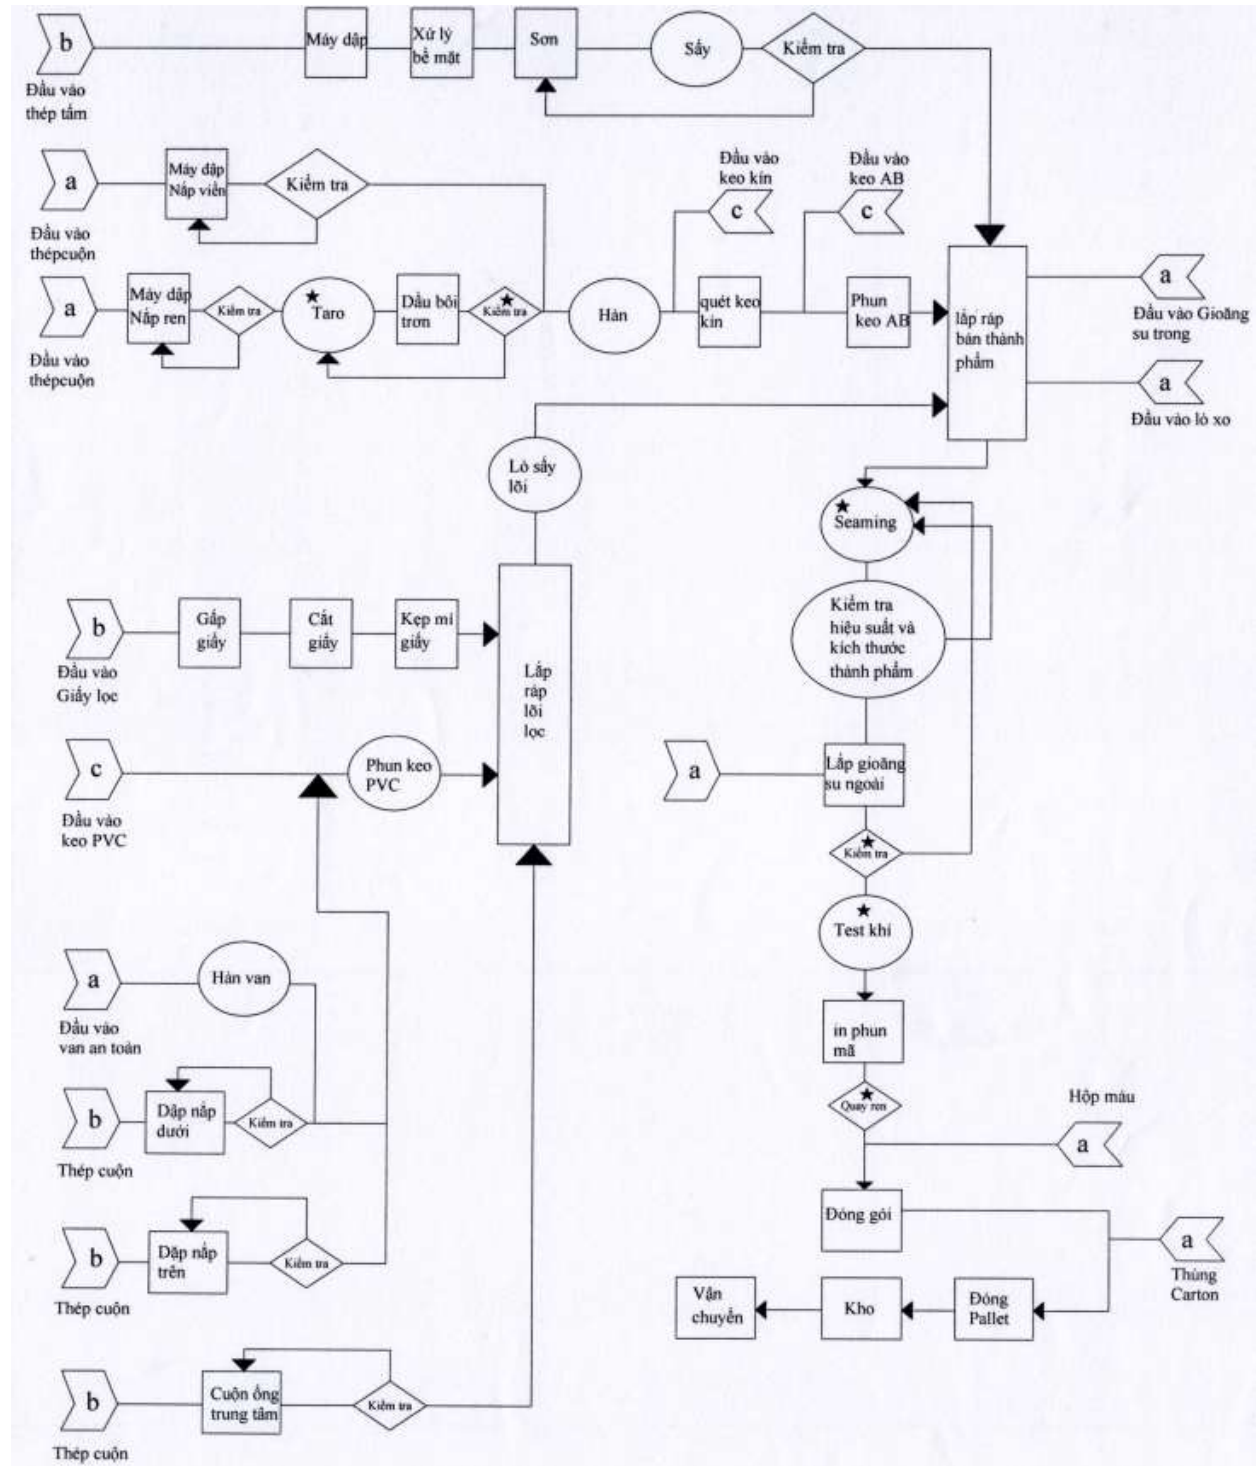 b
Đầu vào
thép tấm
Máy dập
Xử lý
bề mặt
Sơn
Sấy
Kiểm tra
a
Đầu vào
thépcuộn
Máy dập
Nắp viền
Kiểm tra
Đầu vào
keo kín
c
Đầu vào
keo AB
c
a
Đầu vào
thépcuộn
Máy dập
Nắp ren
Kiểm tra
Taro
Dầu bôi
trơn
Kiểm tra
Hàn
quét keo
kín
Phun
keo AB
lắp ráp
bán thành
phẩm
a
Đầu vào Gioăng
su trong
a
Đầu vào lò xo
Lò sấy
lõi
Seaming
Kiểm tra
hiệu suất và
kích thước
thành phẩm
b
Đầu vào
Giấy lọc
Gấp
giấy
Cắt
giấy
Kẹp mí
giấy
Lắp
ráp
lõi
lọc
c
Đầu vào
keo PVC
Phun keo
PVC
a
Lắp gioăng
su ngoài
Kiểm tra
Test khí
in phun
mã
Quay ren
Hộp màu
a
a
Đầu vào
van an toàn
Hàn van
b
Thép cuộn
Dập nắp
dưới
Kiểm tra
b
Thép cuộn
Dặp nắp
trên
Kiểm tra
Đóng gói
a
Thùng
Carton
Đóng
Pallet
Kho
Vận
chuyển
b
Thép cuộn
Cuộn ống
trung tâm
Kiểm tra